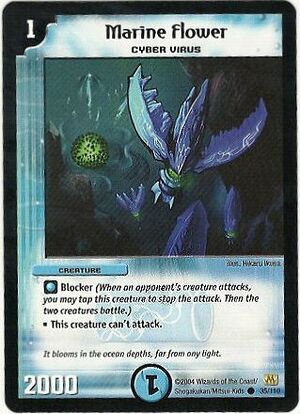 1
Marine Flower
CYBER VIRUS
CREATURE
Blocker (When an opponent's creature attacks,
you may tap this creature to stop the attack. Then the
two creatures battle.)
▪ This creature can't attack.
It blooms in the ocean depths, far from any light.
2000
1
©2004 Wizards of the Coast/
Shogakukan/Mitsui-Kids ● 35/110